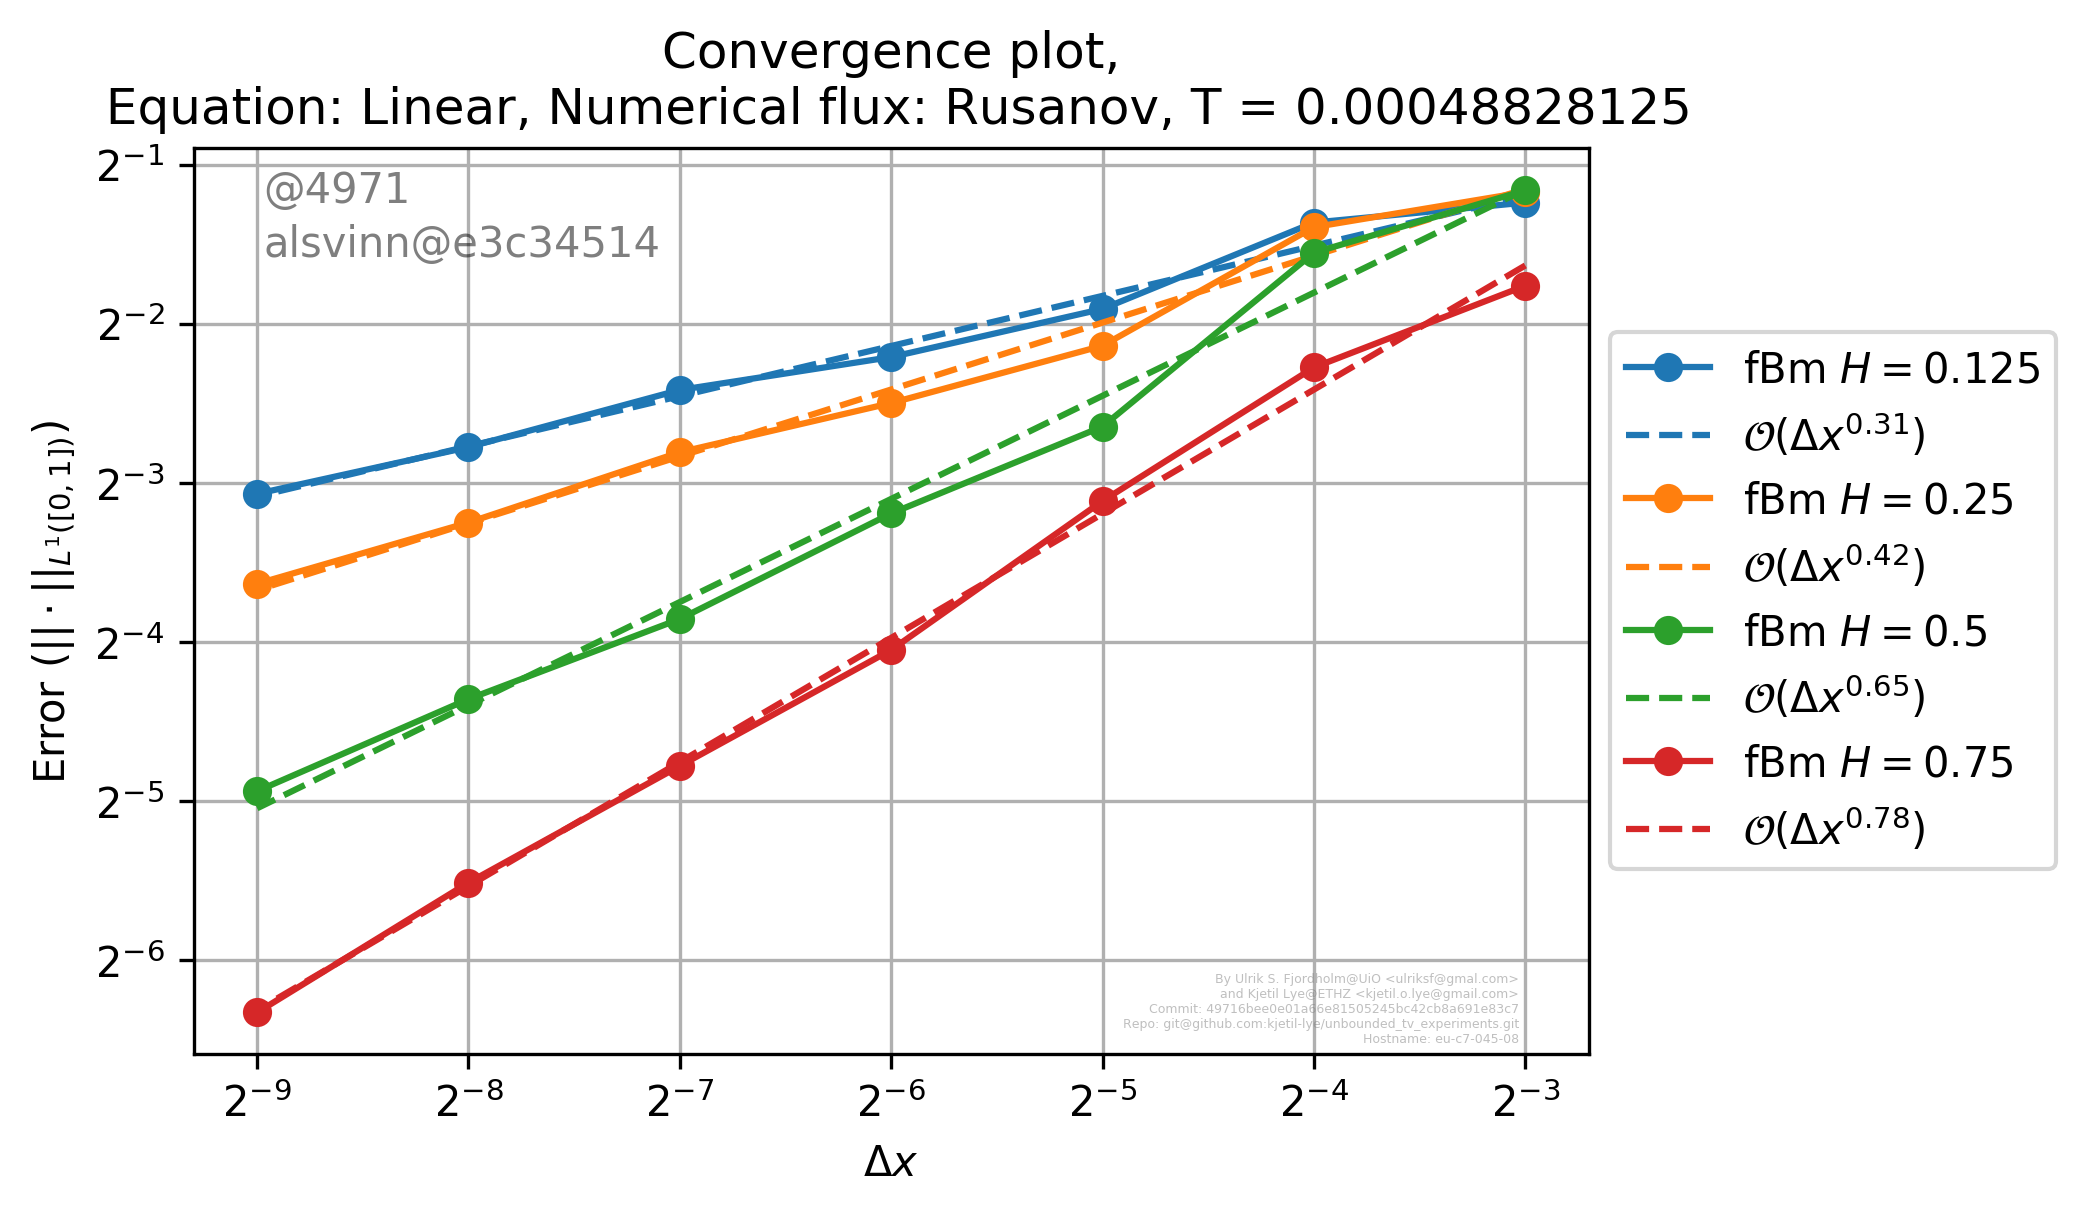 Convergence plot,
Equation: Linear, Numerical flux: Rusanov, T = 0.00048828125
@4971
alsvinn@e3c34514
2⁻¹
2⁻²
2⁻³
2⁻⁴
2⁻⁵
2⁻⁶
Error (|| · ||_{L¹([0, 1])})
2⁻⁹ 2⁻⁸ 2⁻⁷ 2⁻⁶ 2⁻⁵ 2⁻⁴ 2⁻³
Δx
fBm H = 0.125
𝒪(Δx^{0.31})
fBm H = 0.25
𝒪(Δx^{0.42})
fBm H = 0.5
𝒪(Δx^{0.65})
fBm H = 0.75
𝒪(Δx^{0.78})
By Ulrik S. Fjordholm@UiO <ulriksf@gmal.com>
and Kjetil Lye@ETHZ <kjetil.o.lye@gmail.com>
Commit: 49716bee0e01a66e81505245bc42cb8a691e83c7
Repo: git@github.com:kjetil-lye/unbounded_tv_experiments.git
Hostname: eu-c7-045-08